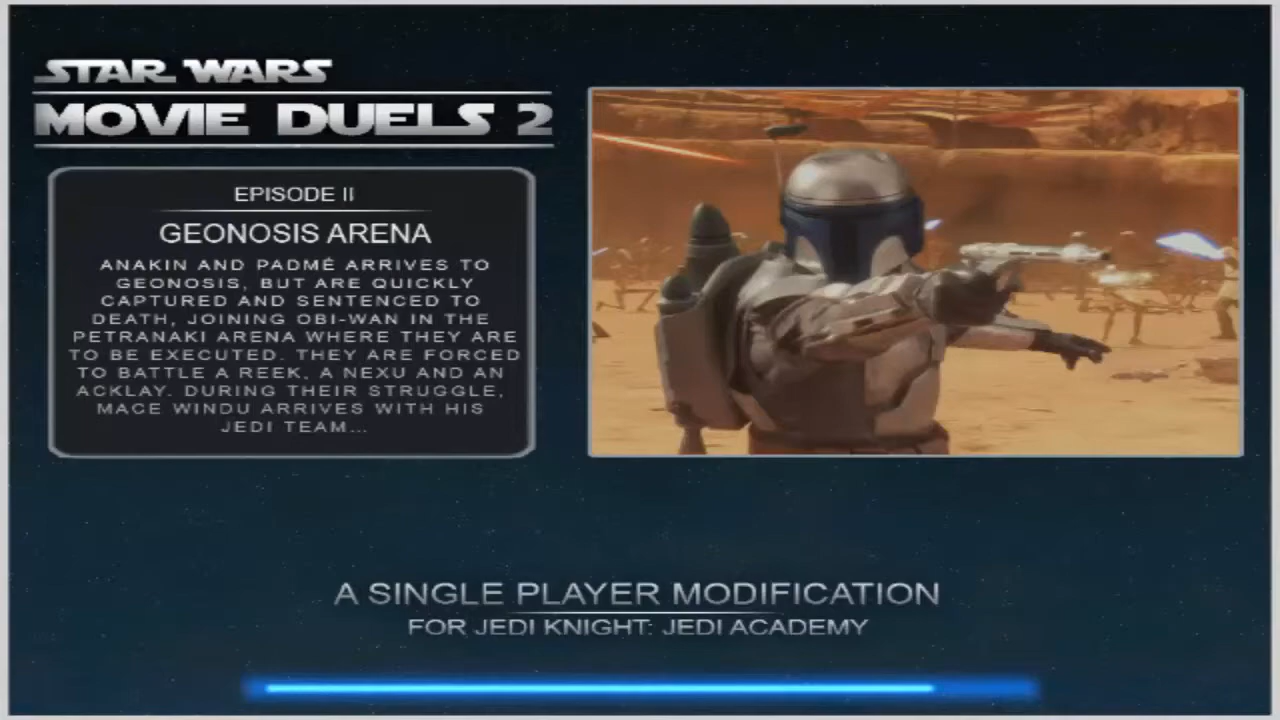 STAR WARS
MOVIE DUELS 2
EPISODE II
GEONOSIS ARENA
ANAKIN AND PADMÉ ARRIVES TO
GEONOSIS, BUT ARE QUICKLY
CAPTURED AND SENTENCED TO
DEATH, JOINING OBI-WAN IN THE
PETRANAKI ARENA WHERE THEY ARE
TO BE EXECUTED. THEY ARE FORCED
TO BATTLE A REEK, A NEXU AND AN
ACKLAY. DURING THEIR STRUGGLE,
MACE WINDU ARRIVES WITH HIS
JEDI TEAM...
A SINGLE PLAYER MODIFICATION
FOR JEDI KNIGHT: JEDI ACADEMY